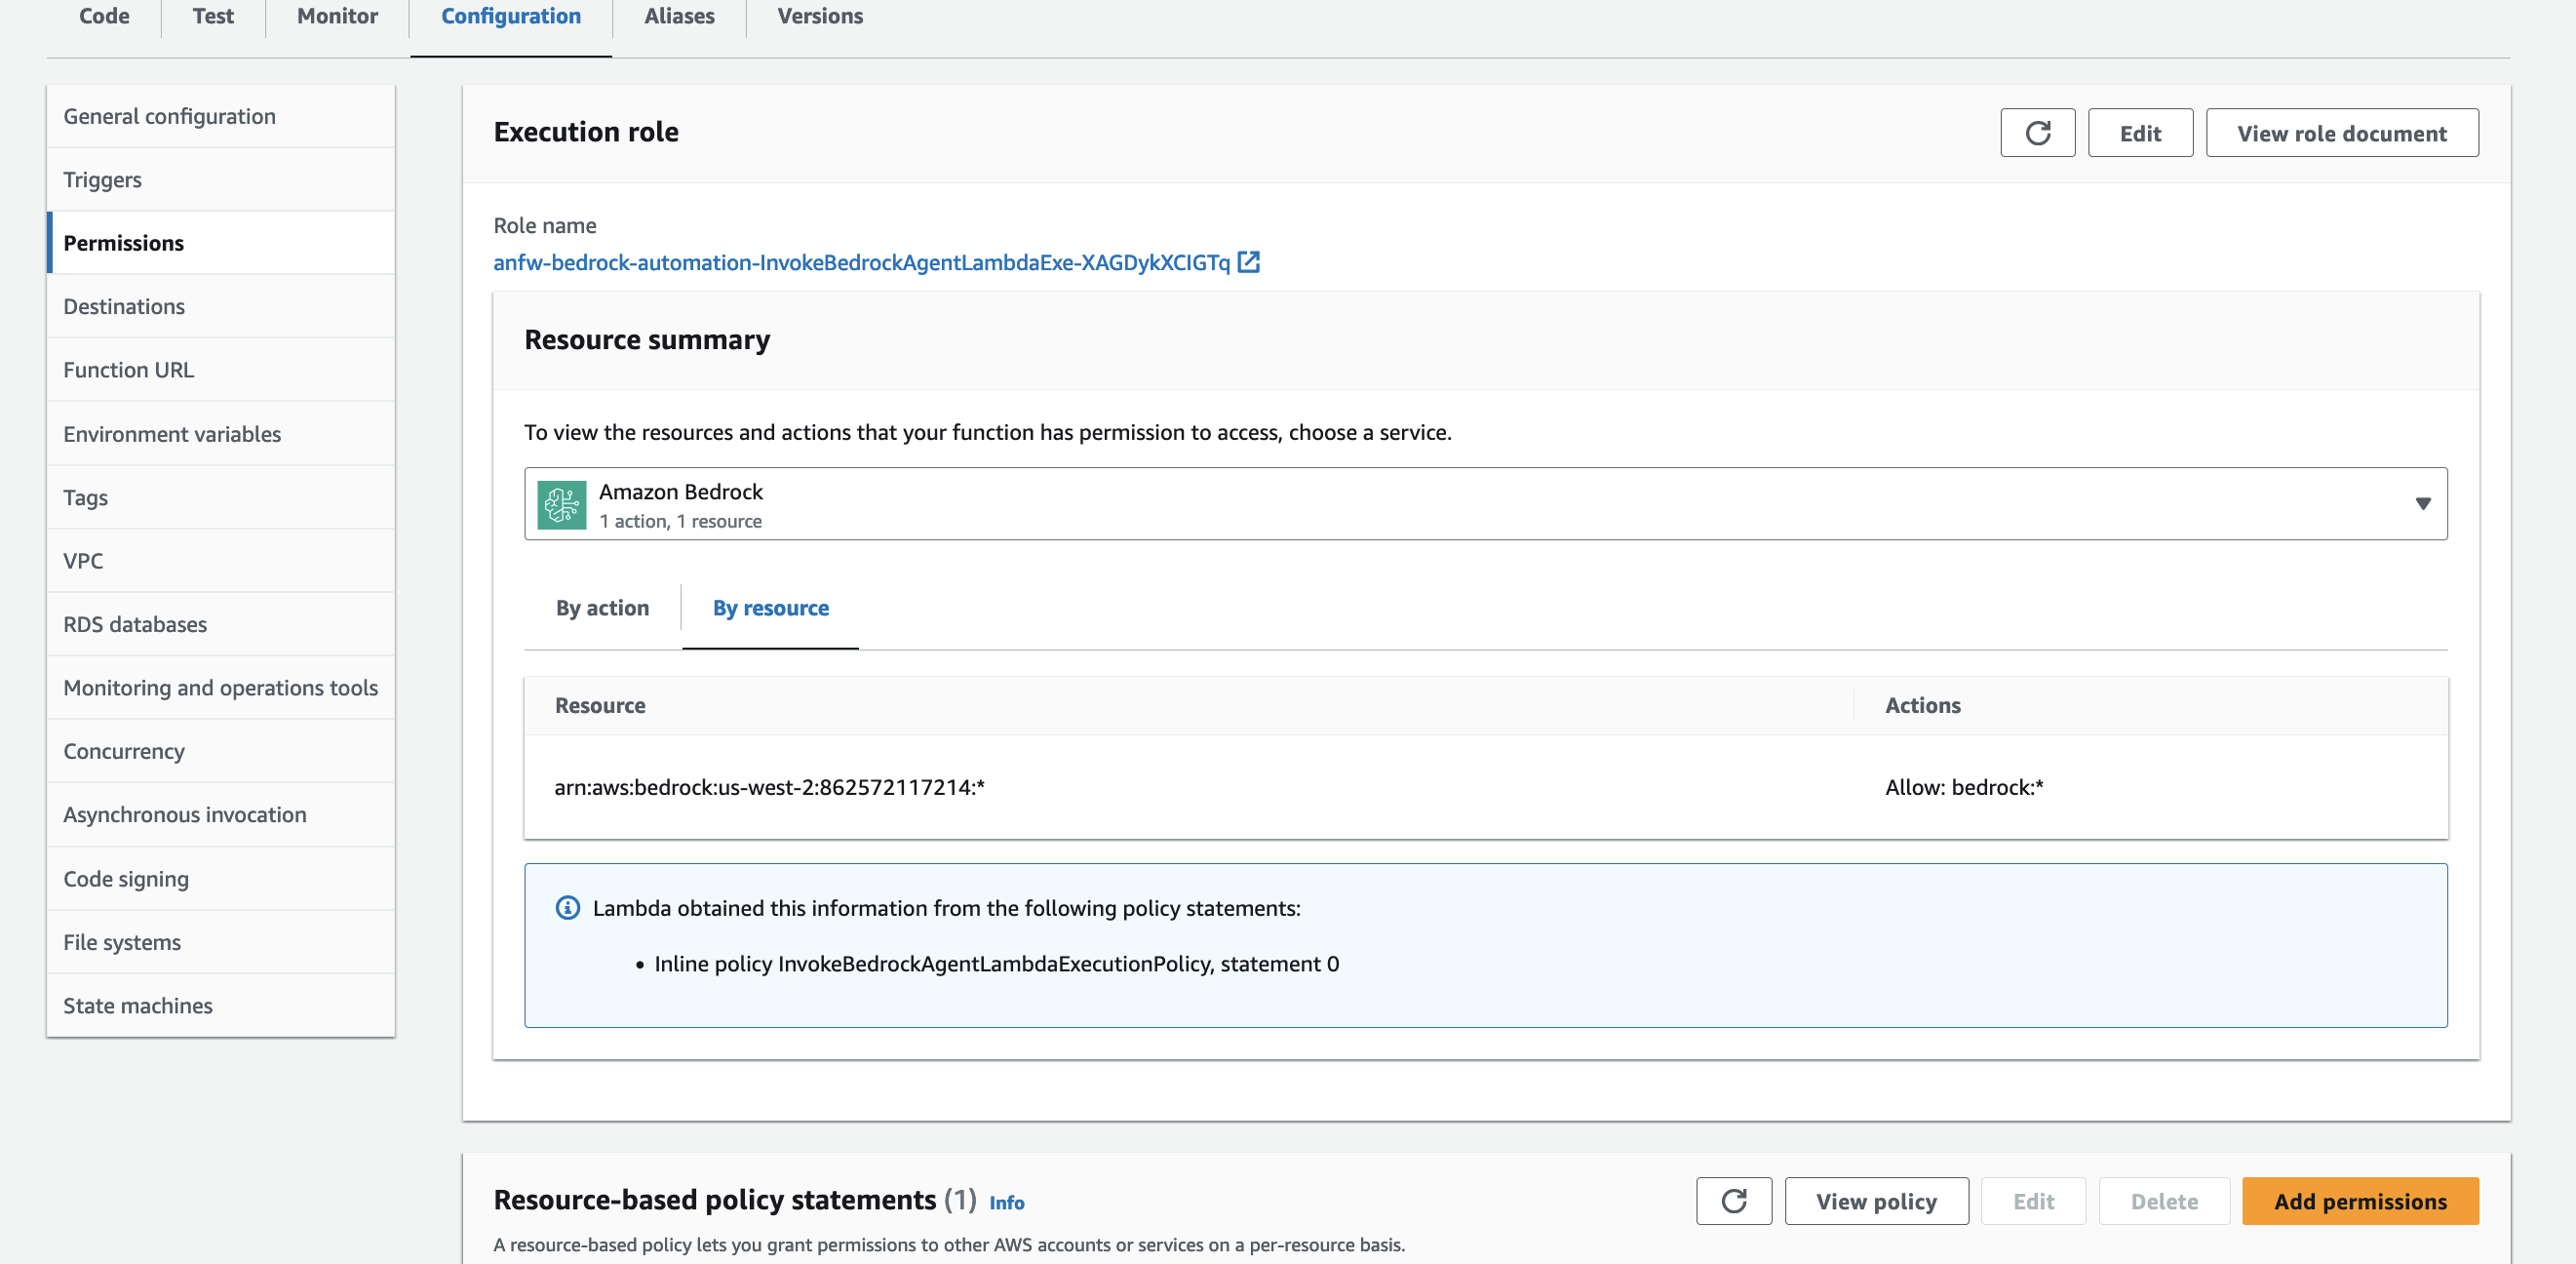 Code
Test
Monitor
Configuration
Aliases
Versions
General configuration
Triggers
Permissions
Destinations
Function URL
Environment variables
Tags
VPC
RDS databases
Monitoring and operations tools
Concurrency
Asynchronous invocation
Code signing
File systems
State machines
Execution role
Edit
View role document
Role name
anfw-bedrock-automation-InvokeBedrockAgentLambdaExe-XAGDykXCIGTq
Resource summary
To view the resources and actions that your function has permission to access, choose a service.
Amazon Bedrock
1 action, 1 resource
By action
By resource
Resource
Actions
arn:aws:bedrock:us-west-2:862572117214:*
Allow: bedrock:*
Lambda obtained this information from the following policy statements:
• Inline policy InvokeBedrockAgentLambdaExecutionPolicy, statement 0
Resource-based policy statements (1) Info
View policy
Edit
Delete
Add permissions
A resource-based policy lets you grant permissions to other AWS accounts or services on a per-resource basis.